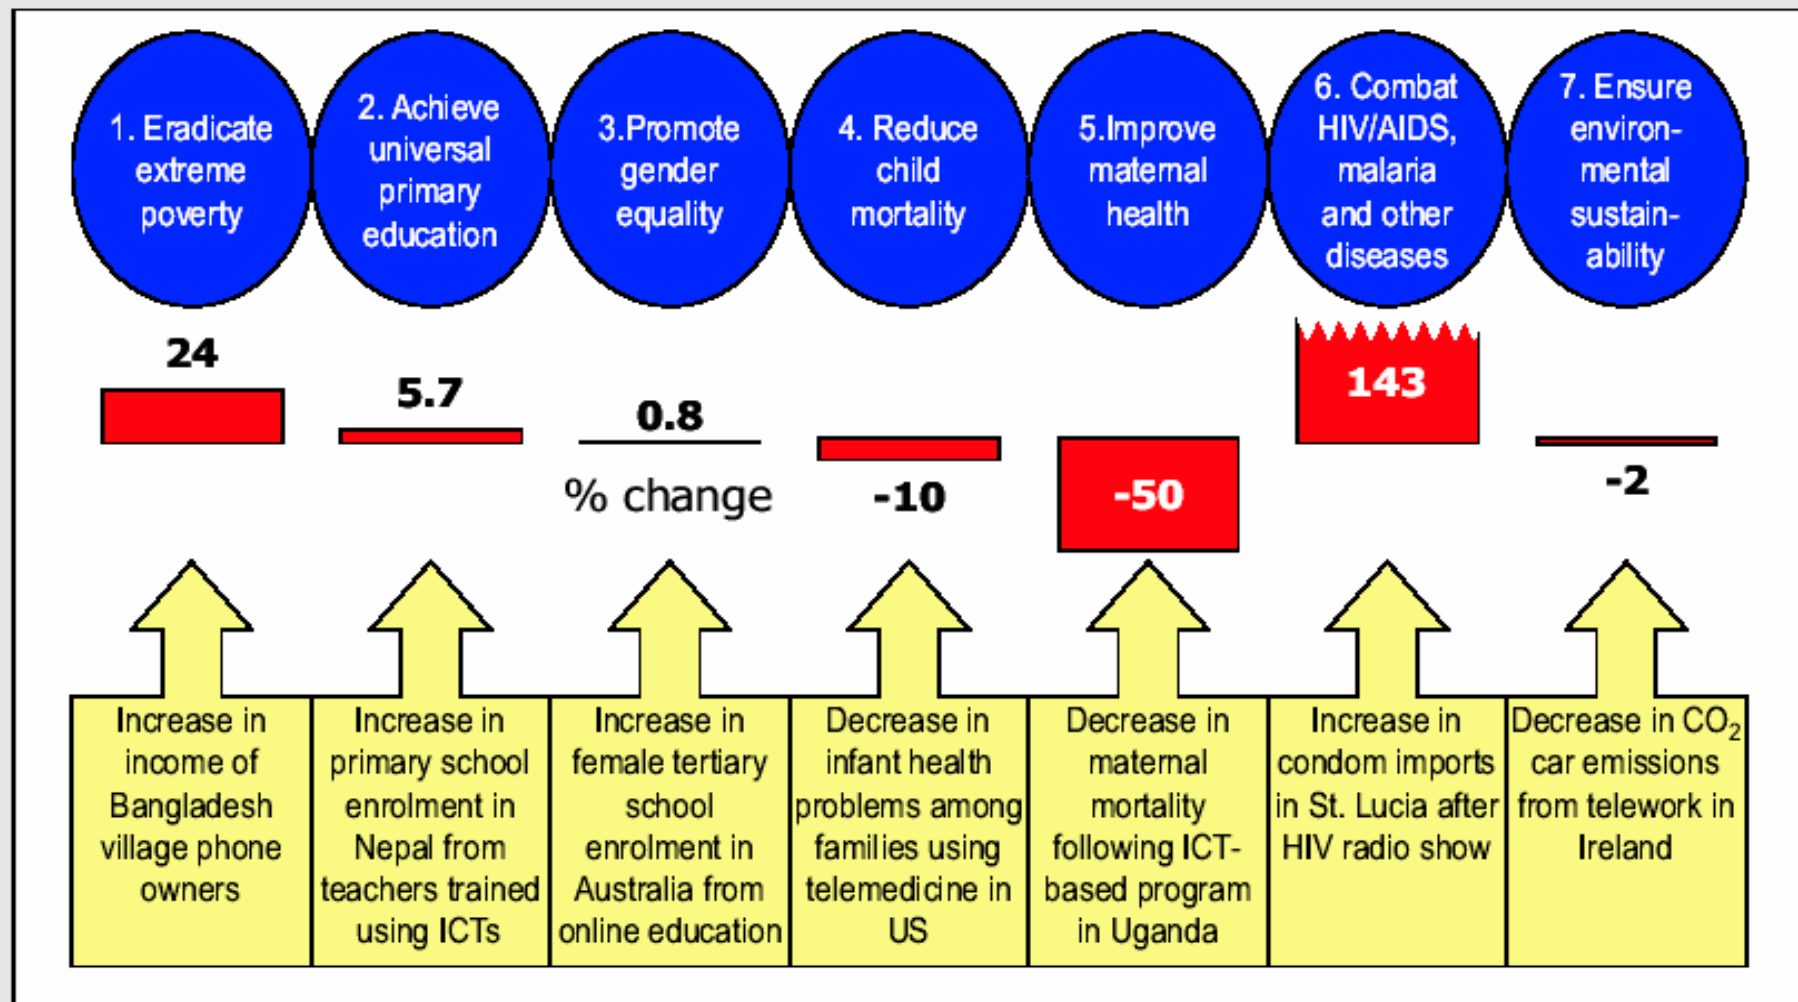 1. Eradicate
extreme
poverty
2. Achieve
universal
primary
education
3.Promote
gender
equality
4. Reduce
child
mortality
5.Improve
maternal
health
6. Combat
HIV/AIDS,
malaria
and other
diseases
7. Ensure
environ-
mental
sustain-
ability
24
5.7
0.8
% change
-10
-50
143
-2
Increase in
income of
Bangladesh
village phone
owners
Increase in
primary school
enrolment in
Nepal from
teachers trained
using ICTs
Increase in
female tertiary
school
enrolment in
Australia from
online education
Decrease in
infant health
problems among
families using
telemedicine in
US
Decrease in
maternal
mortality
following ICT-
based program
in Uganda
Increase in
condom imports
in St. Lucia after
HIV radio show
Decrease in CO₂
car emissions
from telework in
Ireland